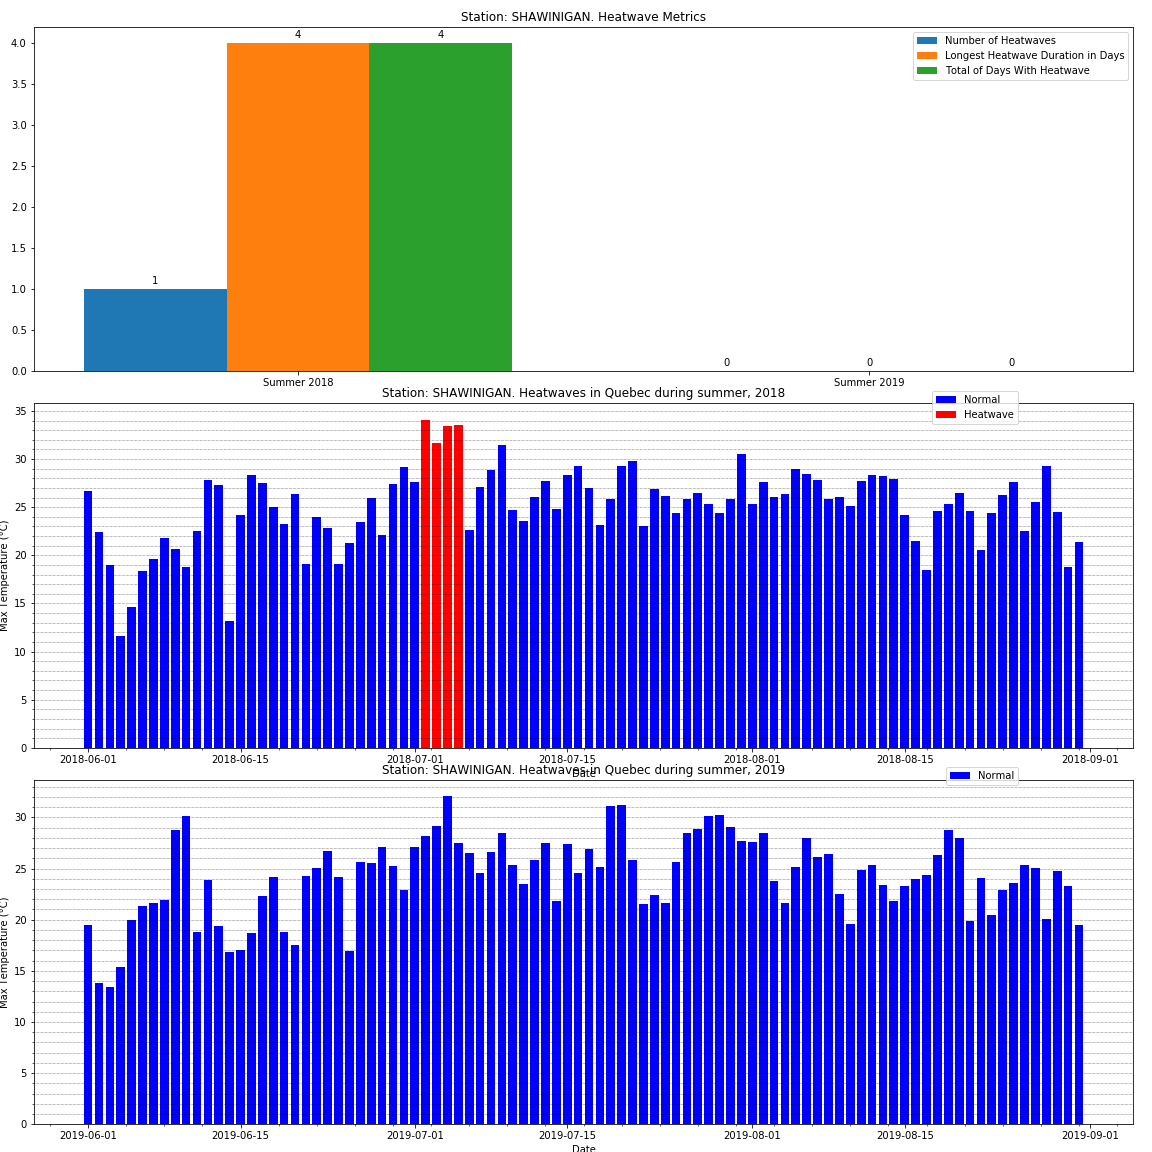 Station: SHAWINIGAN. Heatwave Metrics
4.0
3.5
3.0
2.5
2.0
1.5
1.0
0.5
0.0
1
4
4
0
0
0
Number of Heatwaves
Longest Heatwave Duration in Days
Total of Days With Heatwave
Summer 2018
Summer 2019
Station: SHAWINIGAN. Heatwaves in Quebec during summer, 2018
Normal
Heatwave
Max Temperature (°C)
35
30
25
20
15
10
5
0
2018-06-01
2018-06-15
2018-07-01
2018-07-15
2018-08-01
2018-08-15
2018-09-01
Date
Station: SHAWINIGAN. Heatwaves in Quebec during summer, 2019
Normal
Max Temperature (°C)
30
25
20
15
10
5
0
2019-06-01
2019-06-15
2019-07-01
2019-07-15
2019-08-01
2019-08-15
2019-09-01
Date